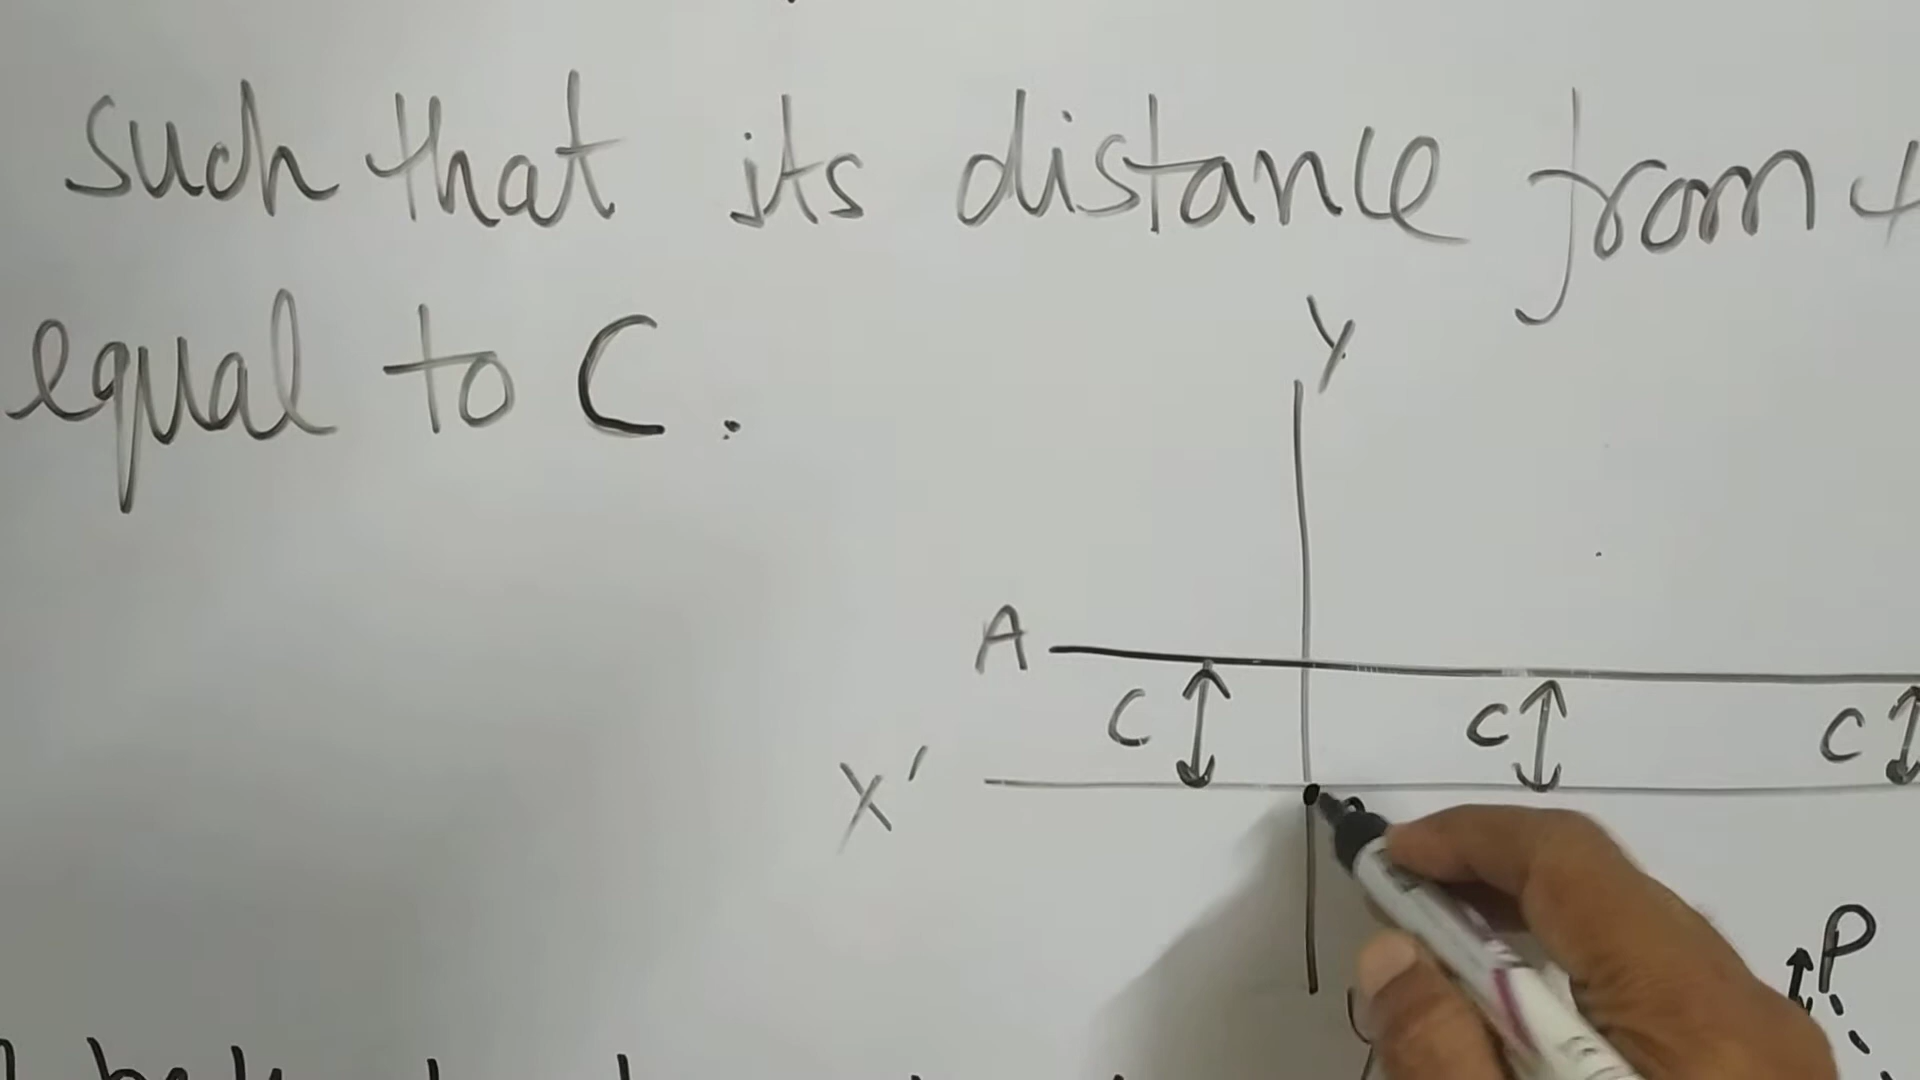 such that its distance from
equal to C.
Y
A
C C C
X'
P